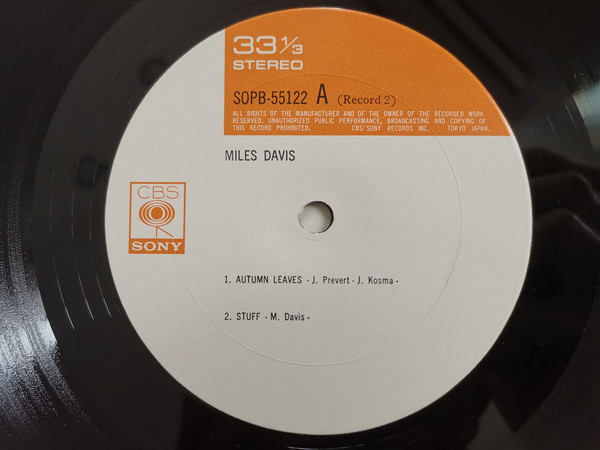 33 1/3
STEREO
SOPB-55122 A (Record 2)
ALL RIGHTS OF THE MANUFACTURER AND OF THE OWNER OF THE RECORDED WORK
RESERVED. UNAUTHORIZED PUBLIC PERFORMANCE, BROADCASTING AND COPYING OF
THIS RECORD PROHIBITED. CBS/SONY RECORDS INC. TOKYO JAPAN.
MILES DAVIS
CBS
SONY
1. AUTUMN LEAVES - J. Prevert - J. Kosma -
2. STUFF - M. Davis -